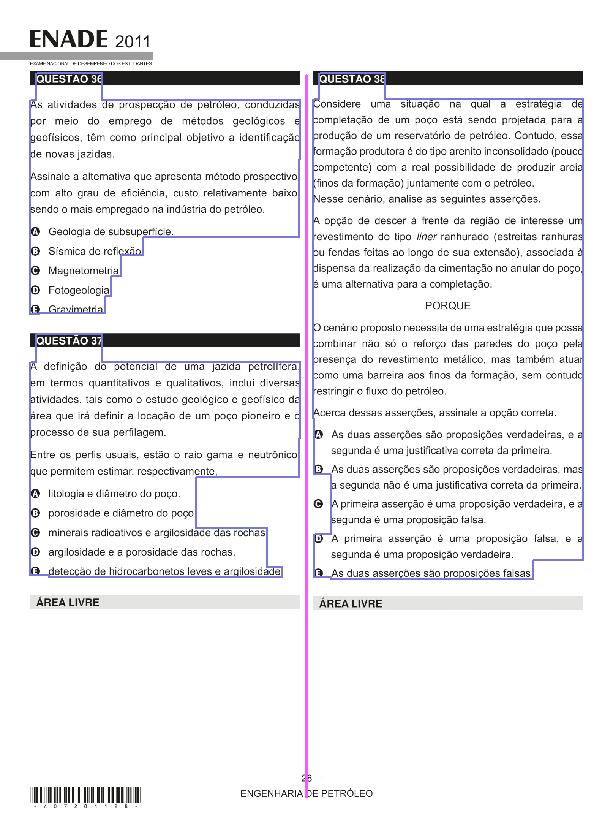 ENADE 2011
EXAME NACIONAL DE DESEMPENHO DOS ESTUDANTES
QUESTÃO 36
As atividades de prospecção de petróleo, conduzidas
por meio do emprego de métodos geológicos e
geofísicos, têm como principal objetivo a identificação
de novas jazidas.
Assinale a alternativa que apresenta método prospectivo
com alto grau de eficiência, custo relativamente baixo,
sendo o mais empregado na indústria do petróleo.
A Geologia de subsuperfície.
B Sísmica de reflexão.
C Magnetometria.
D Fotogeologia.
E Gravimetria.
QUESTÃO 37
A definição do potencial de uma jazida petrolífera,
em termos quantitativos e qualitativos, inclui diversas
atividades, tais como o estudo geológico e geofísico da
área que irá definir a locação de um poço pioneiro e o
processo de sua perfilagem.
Entre os perfis usuais, estão o raio gama e neutrônico,
que permitem estimar, respectivamente,
A litologia e diâmetro do poço.
B porosidade e diâmetro do poço.
C minerais radicativos e argilosidade das rochas.
D argilosidade e a porosidade das rochas.
E detecção de hidrocarbonetos leves e argilosidade.
ÁREA LIVRE
QUESTÃO 38
Considere uma situação na qual a estratégia de
completação de um poço está sendo projetada para a
produção de um reservatório de petróleo. Contudo, essa
formação produtora é do tipo arenito inconsolidado (pouco
competente) com a real possibilidade de produzir areia
(finos da formação) juntamente com o petróleo.
Nesse cenário, analise as seguintes asserções.
A opção de descer à frente da região de interesse um
revestimento do tipo liner ranhurado (estreitas ranhuras
ou fendas feitas ao longo de sua extensão), associada à
dispensa da realização da cimentação no anular do poço,
é uma alternativa para a completação.
PORQUE
O cenário proposto necessita de uma estratégia que possa
combinar não só o reforço das paredes do poço pela
presença do revestimento metálico, mas também atuar
como uma barreira aos finos da formação, sem contudo
restringir o fluxo do petróleo.
Acerca dessas asserções, assinale a opção correta.
A As duas asserções são proposições verdadeiras, e a
segunda é uma justificativa correta da primeira.
B As duas asserções são proposições verdadeiras, mas
a segunda não é uma justificativa correta da primeira.
C A primeira asserção é uma proposição verdadeira, e a
segunda é uma proposição falsa.
D A primeira asserção é uma proposição falsa, e a
segunda é uma proposição verdadeira.
E As duas asserções são proposições falsas.
ÁREA LIVRE
28
ENGENHARIA DE PETRÓLEO